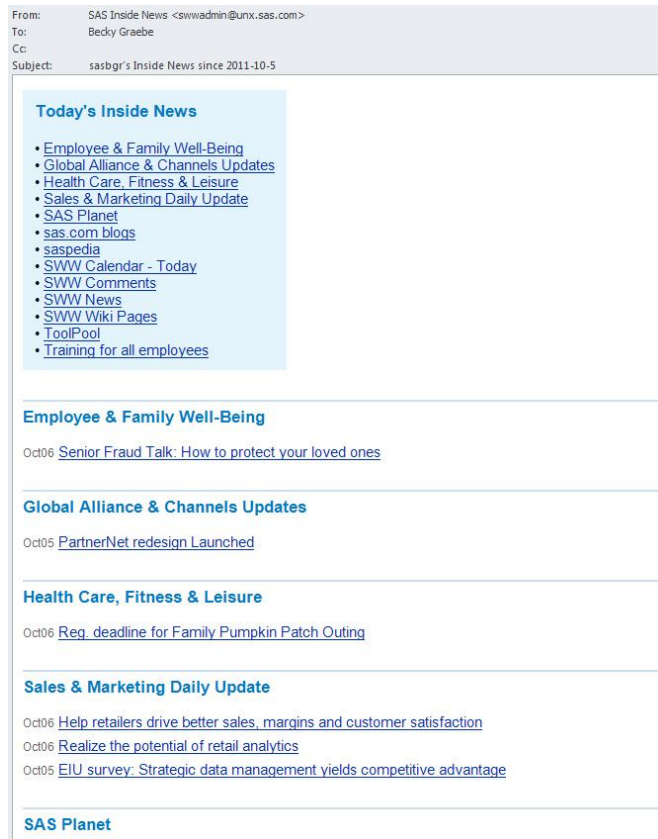 From: SAS Inside News <swwadmin@unx.sas.com>
To: Becky Graebe
Cc:
Subject: sasbgr's Inside News since 2011-10-5
Today's Inside News
• Employee & Family Well-Being
• Global Alliance & Channels Updates
• Health Care, Fitness & Leisure
• Sales & Marketing Daily Update
• SAS Planet
• sas.com blogs
• saspedia
• SWW Calendar - Today
• SWW Comments
• SWW News
• SWW Wiki Pages
• ToolPool
• Training for all employees
Employee & Family Well-Being
Oct06 Senior Fraud Talk: How to protect your loved ones
Global Alliance & Channels Updates
Oct05 PartnerNet redesign Launched
Health Care, Fitness & Leisure
Oct06 Reg. deadline for Family Pumpkin Patch Outing
Sales & Marketing Daily Update
Oct06 Help retailers drive better sales, margins and customer satisfaction
Oct06 Realize the potential of retail analytics
Oct05 EIU survey: Strategic data management yields competitive advantage
SAS Planet